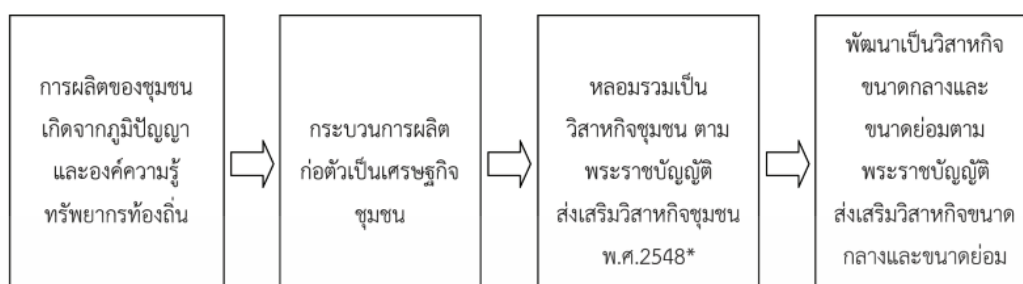 การผลิตของชุมชน
เกิดจากภูมิปัญญา
และองค์ความรู้
ทรัพยากรท้องถิ่น
กระบวนการผลิต
ก่อตัวเป็นเศรษฐกิจ
ชุมชน
หลอมรวมเป็น
วิสาหกิจชุมชน ตาม
พระราชบัญญัติ
ส่งเสริมวิสาหกิจชุมชน
พ.ศ.2548*
พัฒนาเป็นวิสาหกิจ
ขนาดกลางและ
ขนาดย่อมตาม
พระราชบัญญัติ
ส่งเสริมวิสาหกิจขนาด
กลางและขนาดย่อม